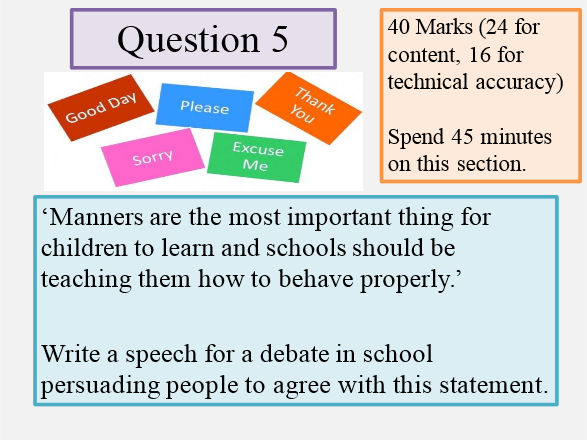 Question 5
40 Marks (24 for
content, 16 for
technical accuracy)
Spend 45 minutes
on this section.
Good Day
Please
Thank
You
Sorry
Excuse
Me
‘Manners are the most important thing for
children to learn and schools should be
teaching them how to behave properly.’
Write a speech for a debate in school
persuading people to agree with this statement.